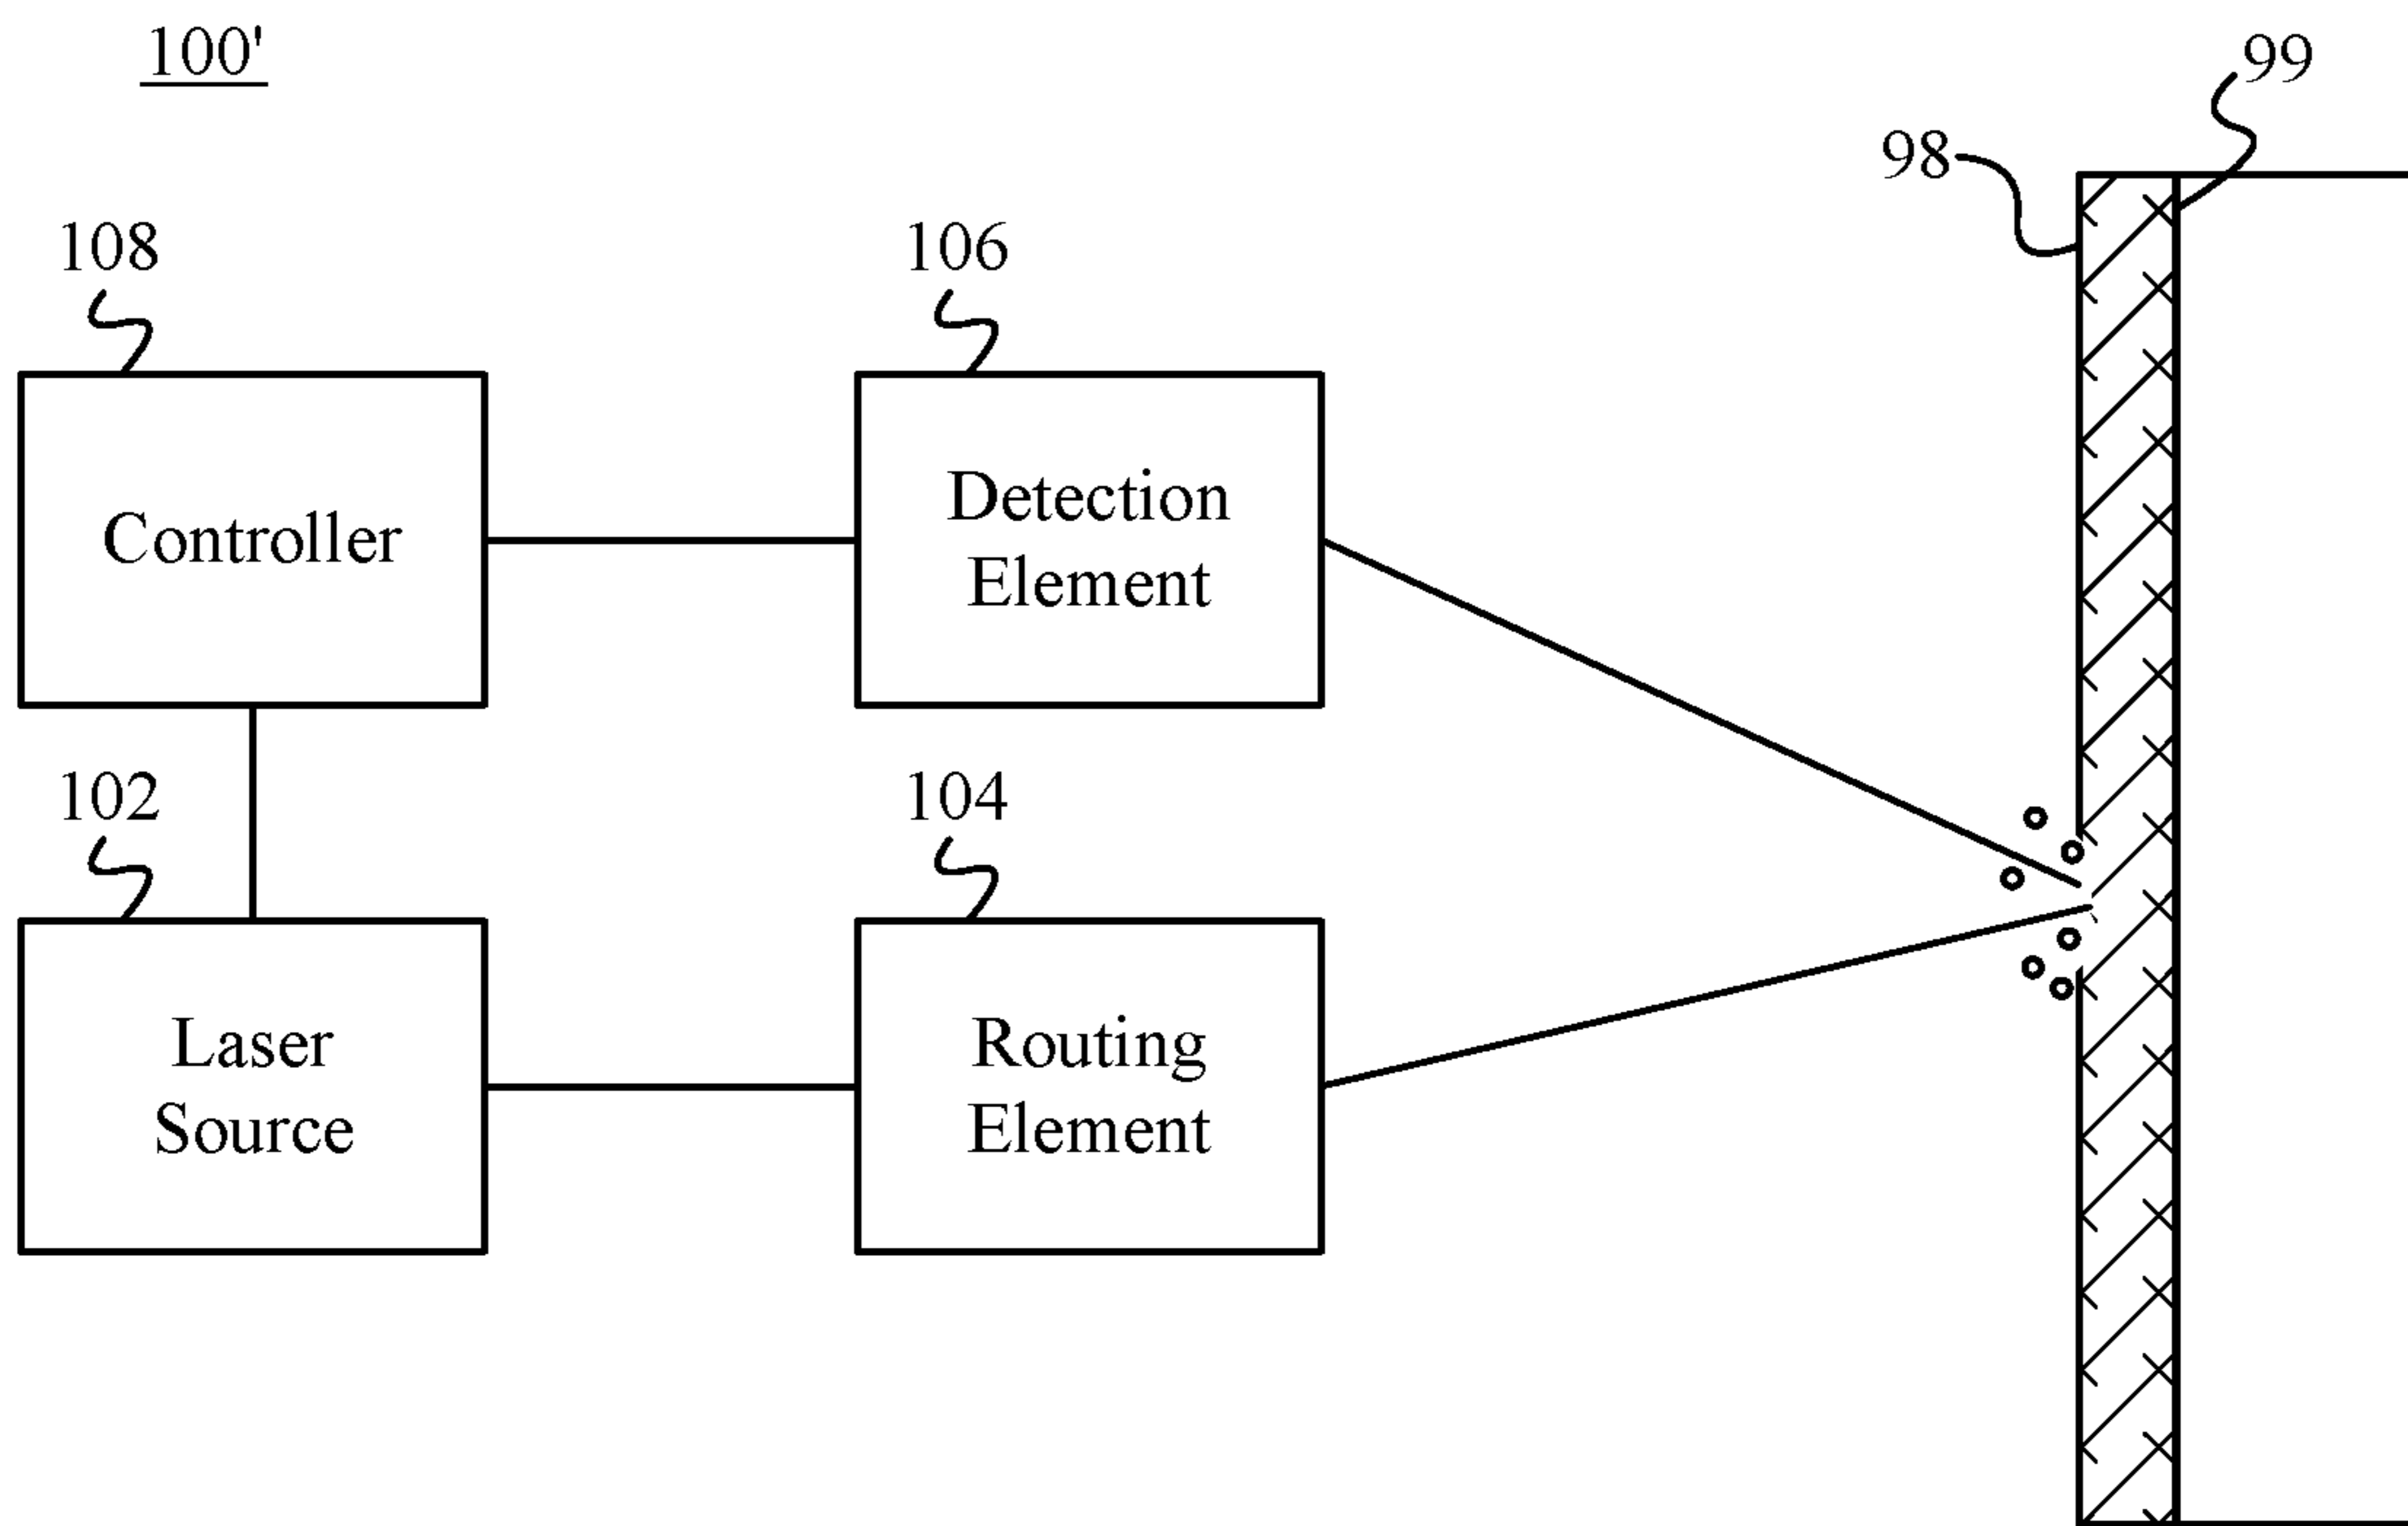 100'
99
98
108
106
Controller
Detection
Element
102
104
Laser
Source
Routing
Element